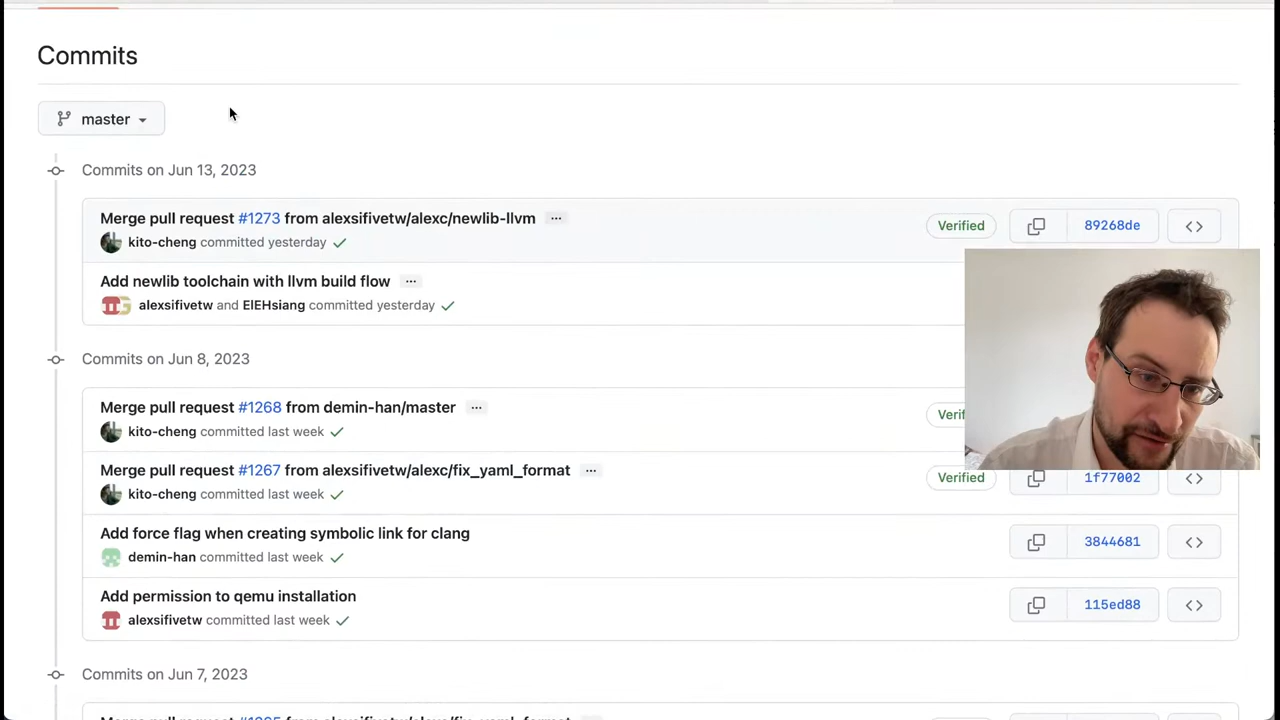 Commits
master
Commits on Jun 13, 2023
Merge pull request #1273 from alexsifivetw/alexc/newlib-llvm ...
Verified
89268de
kito-cheng committed yesterday
Add newlib toolchain with llvm build flow ...
alexsifivetw and EIEHsiang committed yesterday
Commits on Jun 8, 2023
Merge pull request #1268 from demin-han/master ...
Verif
kito-cheng committed last week
Merge pull request #1267 from alexsifivetw/alexc/fix_yaml_format ...
Verified
1f77002
kito-cheng committed last week
Add force flag when creating symbolic link for clang
3844681
demin-han committed last week
Add permission to qemu installation
115ed88
alexsifivetw committed last week
Commits on Jun 7, 2023